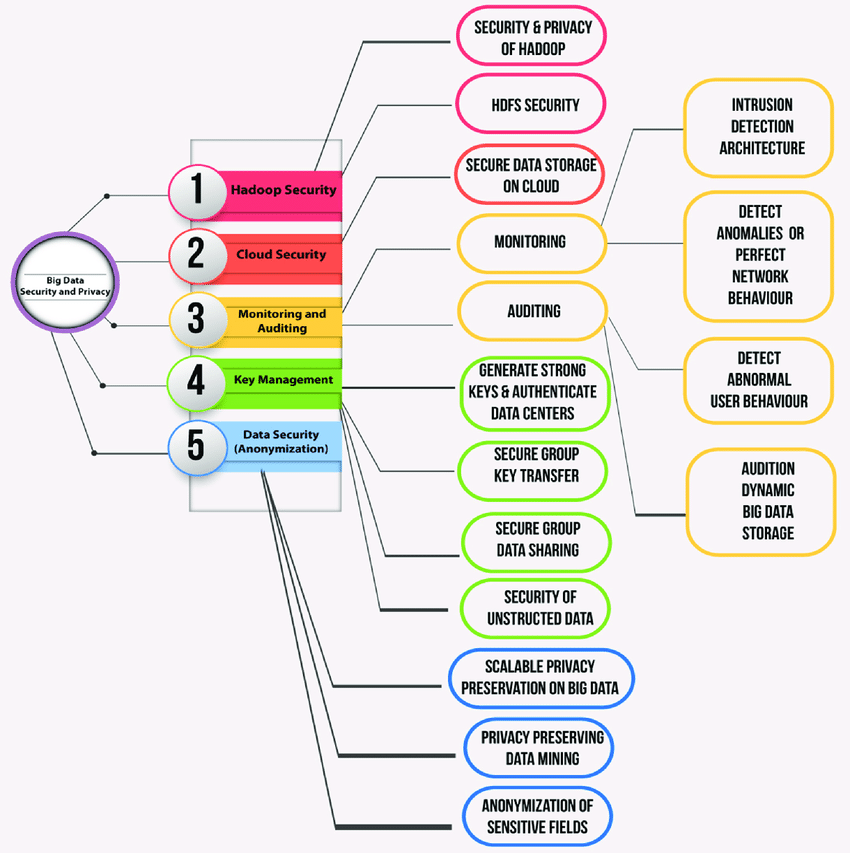 Big Data
Security and Privacy
1
Hadoop Security
2
Cloud Security
3
Monitoring and
Auditing
4
Key Management
5
Data Security
(Anonymization)
SECURITY & PRIVACY
OF HADOOP
HDFS SECURITY
SECURE DATA STORAGE
ON CLOUD
MONITORING
AUDITING
GENERATE STRONG
KEYS & AUTHENTICATE
DATA CENTERS
SECURE GROUP
KEY TRANSFER
SECURE GROUP
DATA SHARING
SECURITY OF
UNSTRUCTED DATA
SCALABLE PRIVACY
PRESERVATION ON BIG DATA
PRIVACY PRESERVING
DATA MINING
ANONYMIZATION OF
SENSITIVE FIELDS
INTRUSION
DETECTION
ARCHITECTURE
DETECT
ANOMALIES OR
PERFECT
NETWORK
BEHAVIOUR
DETECT
ABNORMAL
USER BEHAVIOUR
AUDITION
DYNAMIC
BIG DATA
STORAGE